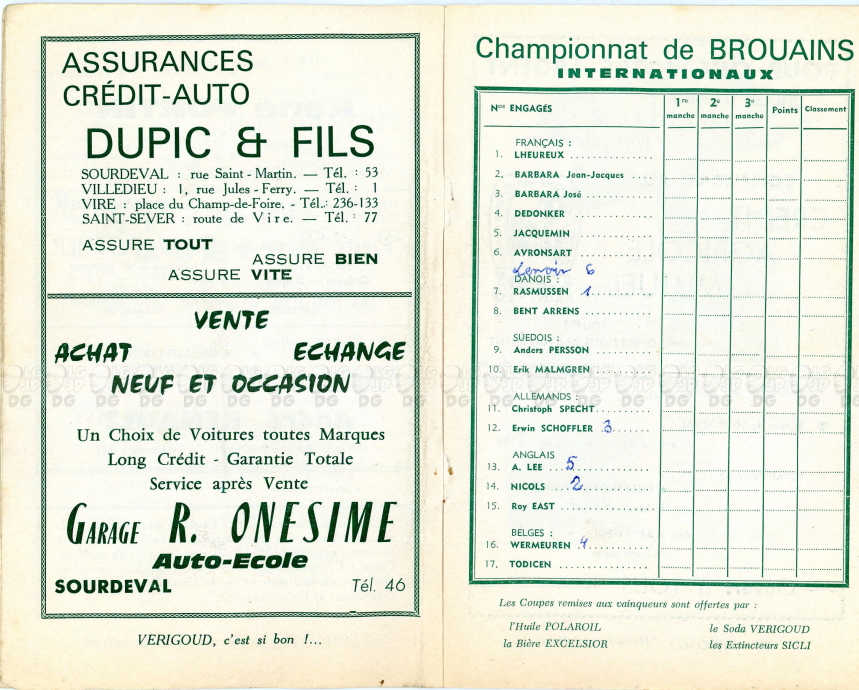 ASSURANCES
CRÉDIT-AUTO
DUPIC & FILS
SOURDEVAL : rue Saint-Martin. — Tél. : 53
VILLEDIEU : 1, rue Jules-Ferry. — Tél. : 1
VIRE : place du Champ-de-Foire. - Tél.: 236-133
SAINT-SEVER : route de Vire. — Tél. : 77
ASSURE TOUT
ASSURE BIEN
ASSURE VITE
VENTE
ACHAT ECHANGE
NEUF ET OCCASION
Un Choix de Voitures toutes Marques
Long Crédit - Garantie Totale
Service après Vente
GARAGE R. ONESIME
Auto-Ecole
SOURDEVAL Tél. 46
VERIGOUD, c'est si bon !...
Championnat de BROUAINS
INTERNATIONAUX
Nos ENGAGÉS 1re manche 2e manche 3e manche Points Classement
FRANÇAIS :
1. LHEUREUX
2. BARBARA Jean-Jacques
3. BARBARA José
4. DEDONKER
5. JACQUEMIN
6. AVRONSART
Lenoir 6
DANOIS :
7. RASMUSSEN 1
8. BENT ARRENS
SUEDOIS :
9. Anders PERSSON
10. Erik MALMGREN
ALLEMANDS :
11. Christoph SPECHT
12. Erwin SCHOFFLER 3
ANGLAIS
13. A. LEE 5
14. NICOLS 2
15. Roy EAST
BELGES :
16. WERMEUREN 4
17. TODICEN
Les Coupes remises aux vainqueurs sont offertes par :
l'Huile POLAROIL le Soda VERIGOUD
la Bière EXCELSIOR les Extincteurs SICLI